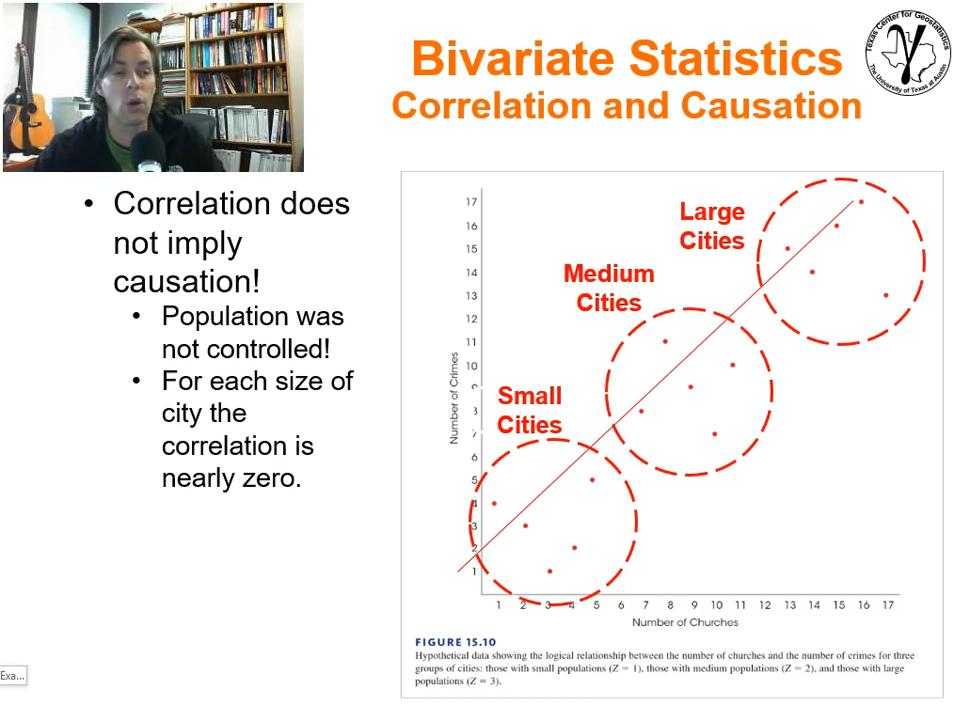 Bivariate Statistics
Correlation and Causation
Texas Center for Geostatistics
The University of Texas at Austin
• Correlation does
not imply
causation!
• Population was
not controlled!
• For each size of
city the
correlation is
nearly zero.
Large
Cities
Medium
Cities
Small
Cities
Number of Crimes
17
16
15
14
13
12
11
10
9
8
7
6
5
4
3
2
1
1 2 3 4 5 6 7 8 9 10 11 12 13 14 15 16 17
Number of Churches
FIGURE 15.10
Hypothetical data showing the logical relationship between the number of churches and the number of crimes for three
groups of cities: those with small populations (Z = 1), those with medium populations (Z = 2), and those with large
populations (Z = 3).
Exa...